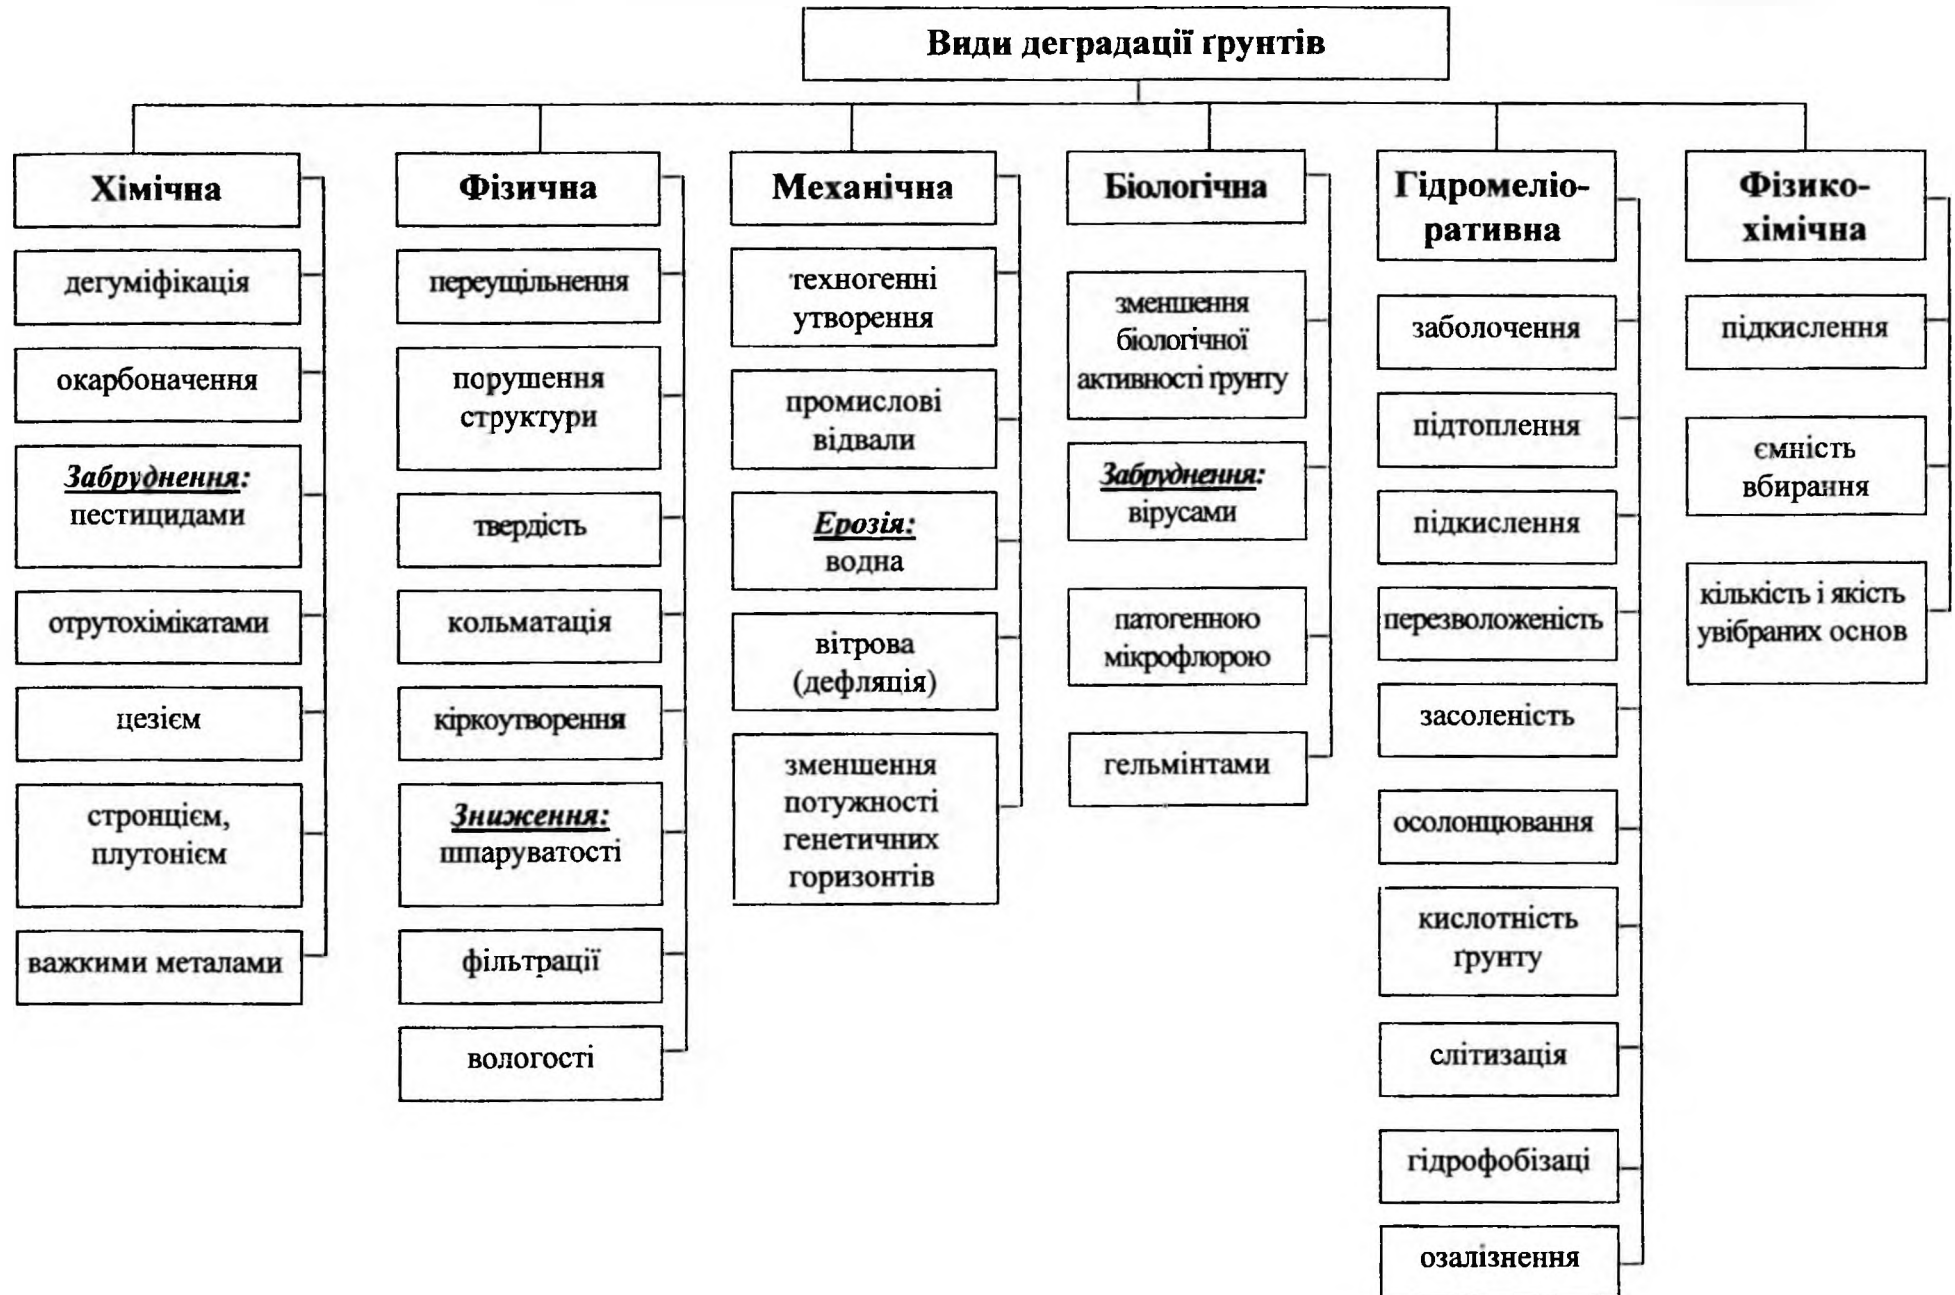 Види деградації ґрунтів
Хімічна
дегуміфікація
окарбоначення
Забруднення:
пестицидами
отрутохімікатами
цезієм
стронцієм,
плутонієм
важкими металами
Фізична
переущільнення
порушення
структури
твердість
кольматація
кіркоутворення
Зниження:
шпаруватості
фільтрації
вологості
Механічна
техногенні
утворення
промислові
відвали
Ерозія:
водна
вітрова
(дефляція)
зменшення
потужності
генетичних
горизонтів
Біологічна
зменшення
біологічної
активності ґрунту
Забруднення:
вірусами
патогенною
мікрофлорою
гельмінтами
Гідромеліо-
ративна
заболочення
підтоплення
підкислення
перезволоженість
засоленість
осолонцювання
кислотність
ґрунту
слітизація
гідрофобізаці
озалізнення
Фізико-
хімічна
підкислення
ємність
вбирання
кількість і якість
увібраних основ